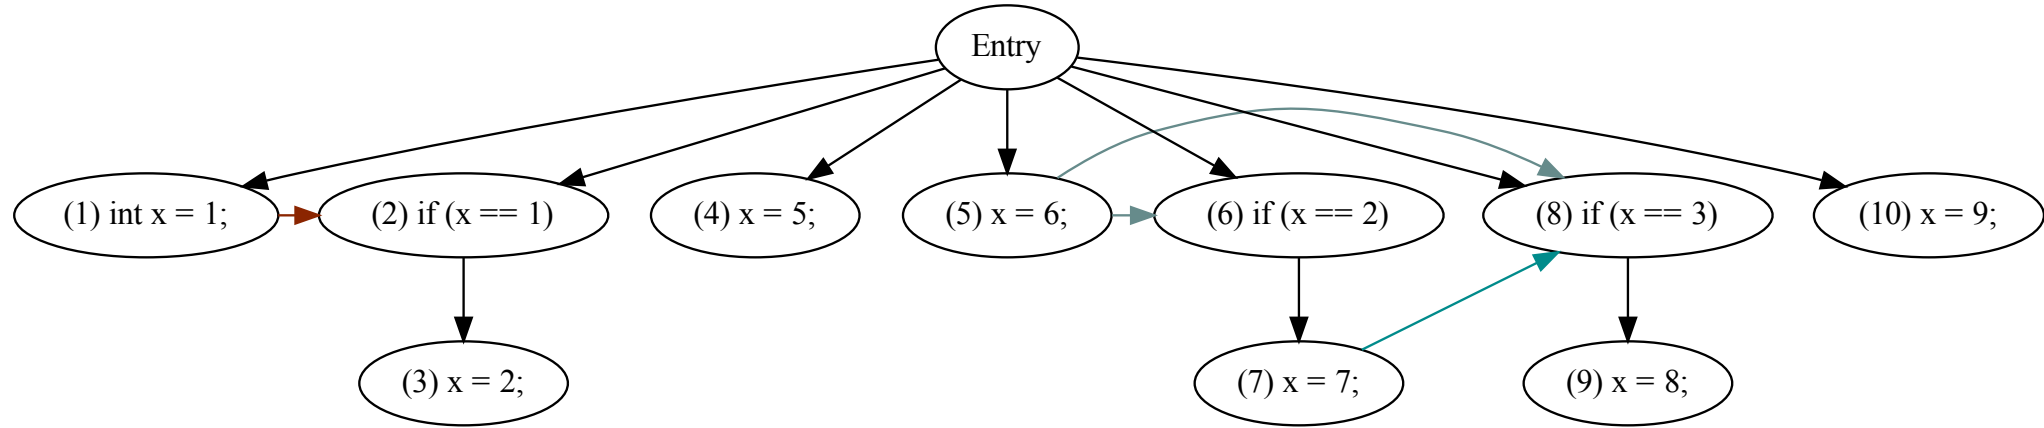 Entry
(1) int x = 1;
(2) if (x == 1)
(4) x = 5;
(5) x = 6;
(6) if (x == 2)
(8) if (x == 3)
(10) x = 9;
(3) x = 2;
(7) x = 7;
(9) x = 8;